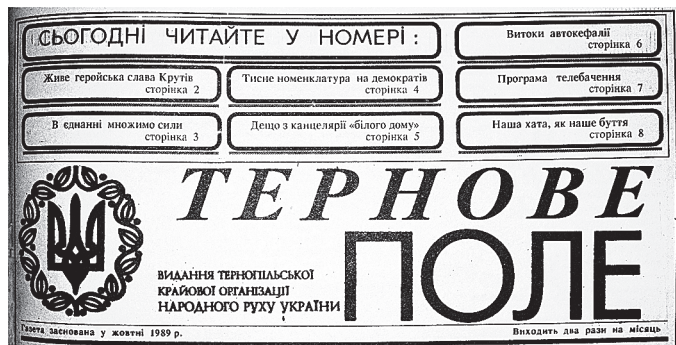 СЬОГОДНІ ЧИТАЙТЕ У НОМЕРІ:
Витоки автокефалії
сторінка 6
Живе геройська слава Крутів
сторінка 2
Тисне номенклатура на демократів
сторінка 4
Програма телебачення
сторінка 7
В єднанні множимо сили
сторінка 3
Дещо з канцелярії «білого дому»
сторінка 5
Наша хата, як наше буття
сторінка 8
ТЕРНОВЕ
ПОЛЕ
ВИДАННЯ ТЕРНОПІЛЬСЬКОЇ
КРАЙОВОЇ ОРГАНІЗАЦІЇ
НАРОДНОГО РУХУ УКРАЇНИ
Газета заснована у жовтні 1989 р.
Виходить два рази на місяць